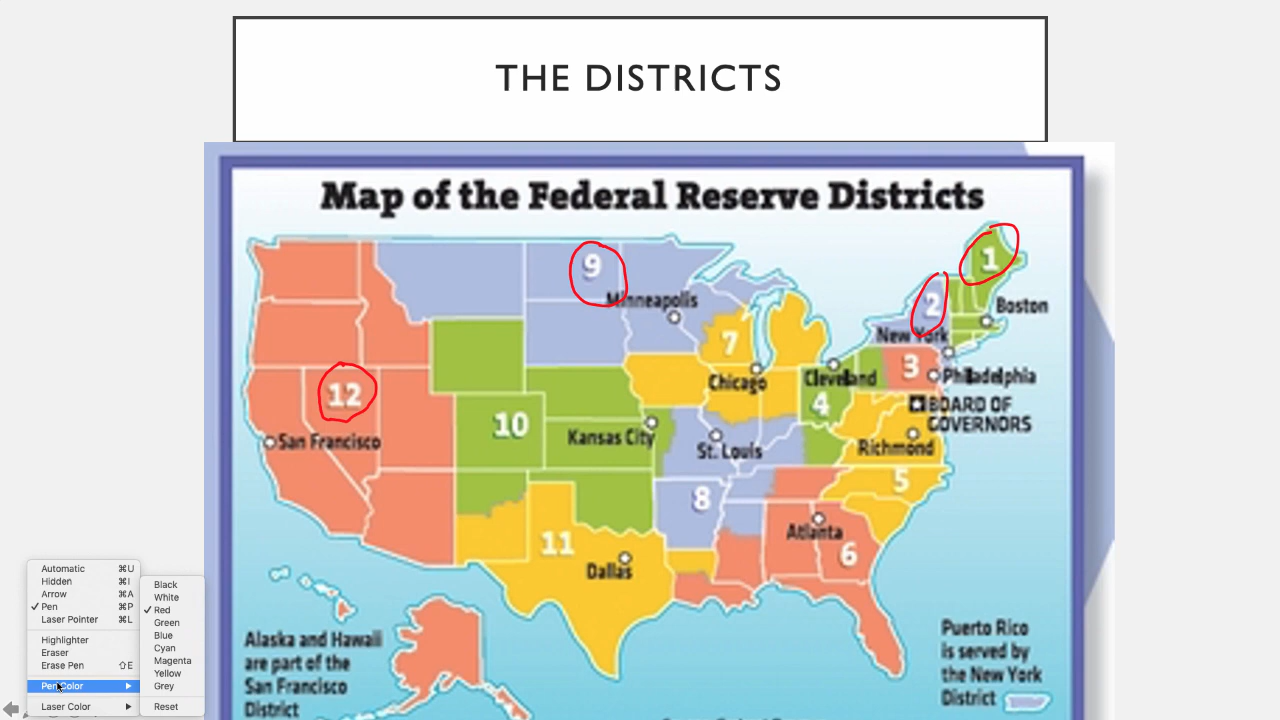 THE DISTRICTS
Map of the Federal Reserve Districts
1
9
2
Minneapolis
Boston
New York
7
3
Chicago
Cleveland
Philadelphia
12
4
BOARD OF
GOVERNORS
10
Kansas City
San Francisco
St. Louis
Richmond
5
8
Atlanta
11
6
Dallas
Alaska and Hawaii
are part of the
San Francisco
District
Puerto Rico
is served by
the New York
District
Automatic ⌘U
Hidden ⌘I
Arrow ⌘A
✓ Pen ⌘P
Laser Pointer ⌘L
Highlighter
Eraser
Erase Pen ⇧E
Pen Color
Laser Color
Black
White
✓ Red
Green
Blue
Cyan
Magenta
Yellow
Grey
Reset